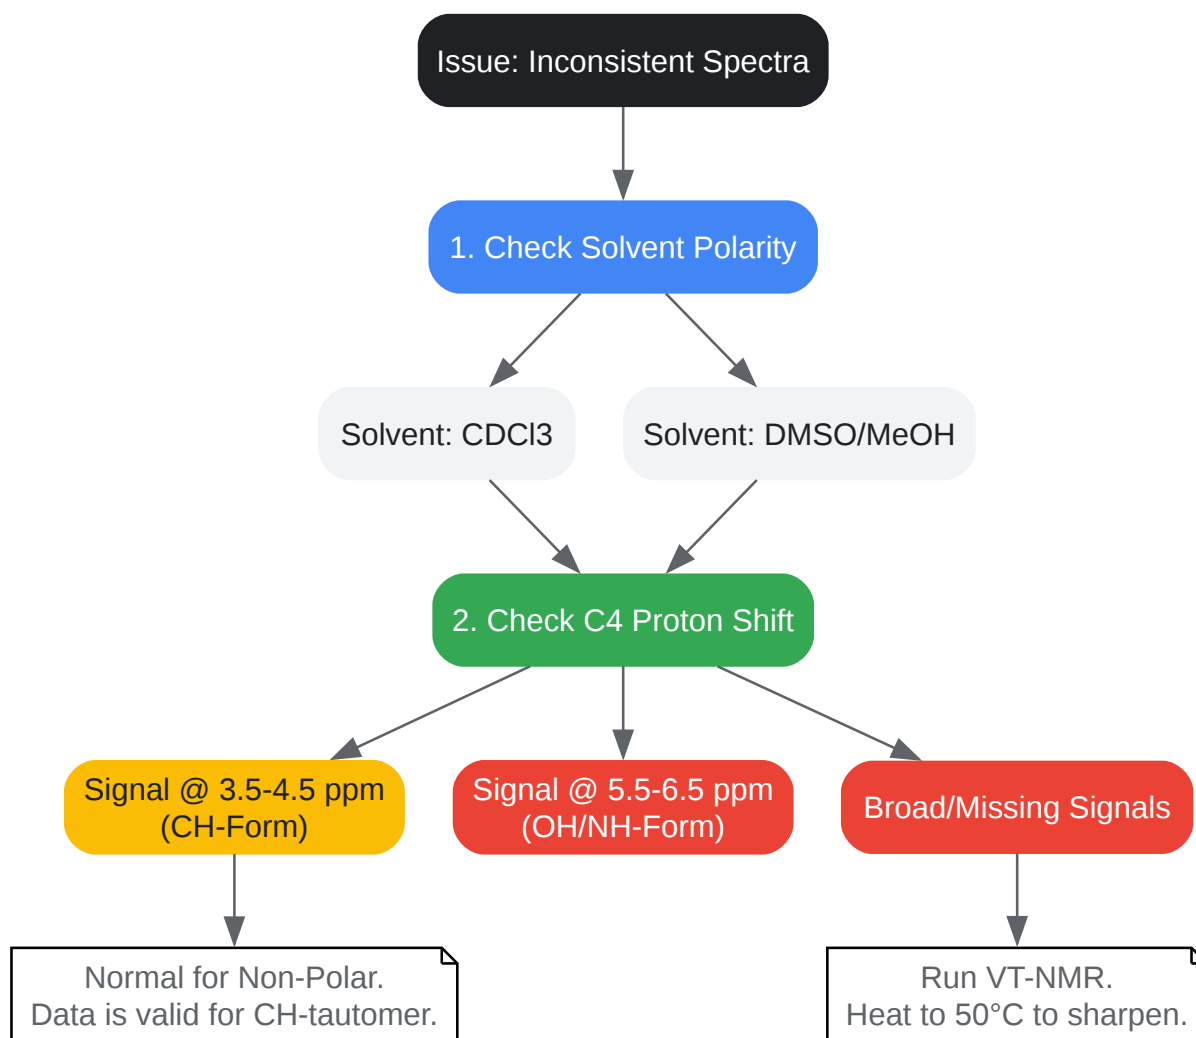 Issue: Inconsistent Spectra
1. Check Solvent Polarity
Solvent: CDCl3
Solvent: DMSO/MeOH
2. Check C4 Proton Shift
Signal @ 3.5-4.5 ppm
(CH-Form)
Signal @ 5.5-6.5 ppm
(OH/NH-Form)
Broad/Missing Signals
Normal for Non-Polar.
Data is valid for CH-tautomer.
Run VT-NMR.
Heat to 50°C to sharpen.